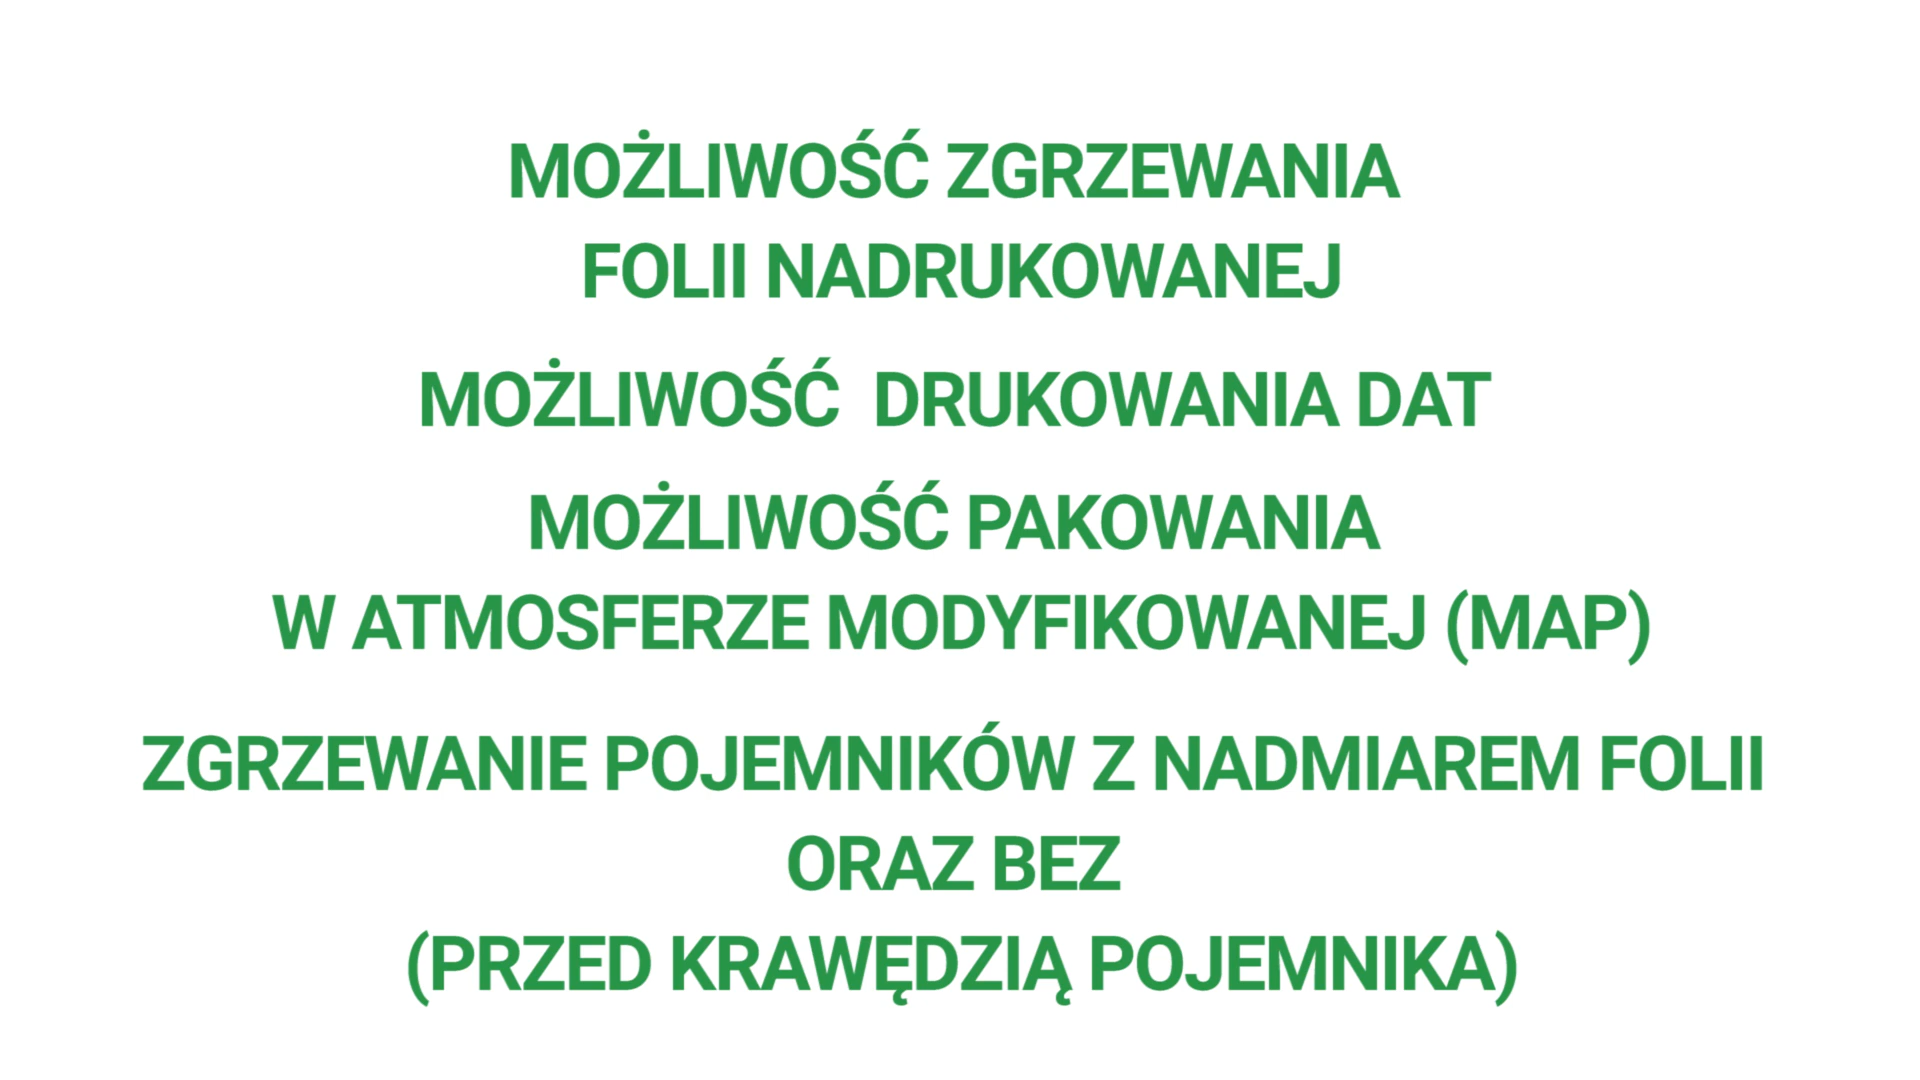 MOŻLIWOŚĆ ZGRZEWANIA
FOLII NADRUKOWANEJ
MOŻLIWOŚĆ  DRUKOWANIA DAT
MOŻLIWOŚĆ PAKOWANIA
W ATMOSFERZE MODYFIKOWANEJ (MAP)
ZGRZEWANIE POJEMNIKÓW Z NADMIAREM FOLII
ORAZ BEZ
(PRZED KRAWĘDZIĄ POJEMNIKA)